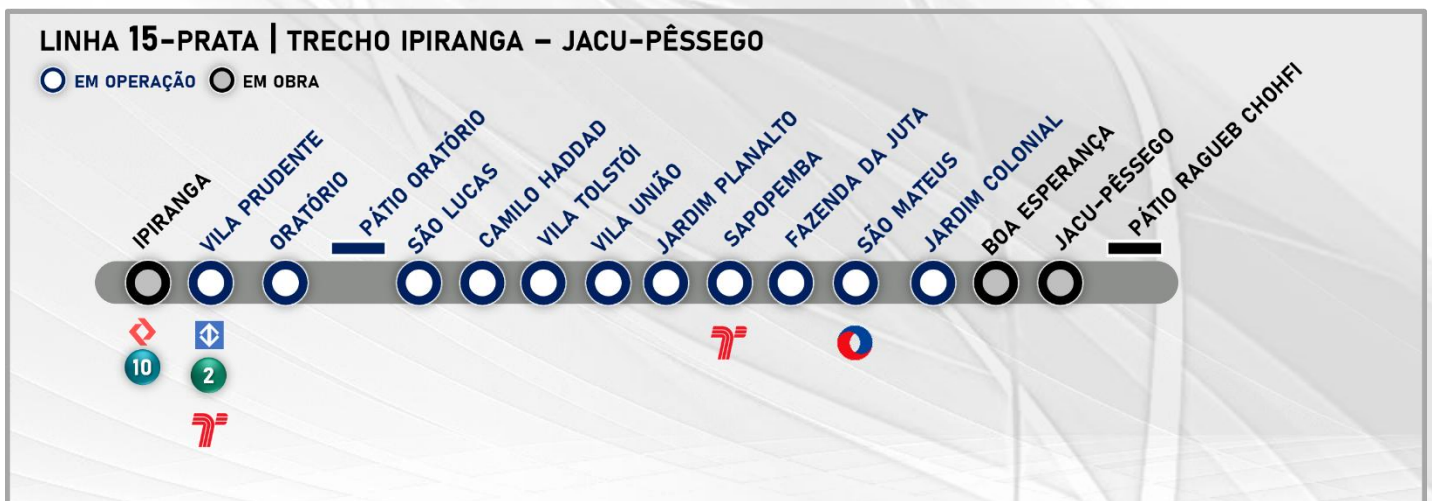 LINHA 15-PRATA | TRECHO IPIRANGA – JACU-PÊSSEGO
EM OPERAÇÃO EM OBRA
IPIRANGA
VILA PRUDENTE
ORATÓRIO
PÁTIO ORATÓRIO
SÃO LUCAS
CAMILO HADDAD
VILA TOLSTÓI
VILA UNIÃO
JARDIM PLANALTO
SAPOPEMBA
FAZENDA DA JUTA
SÃO MATEUS
JARDIM COLONIAL
BOA ESPERANÇA
JACU-PÊSSEGO
PÁTIO RAGUEB CHOHFI
10
2